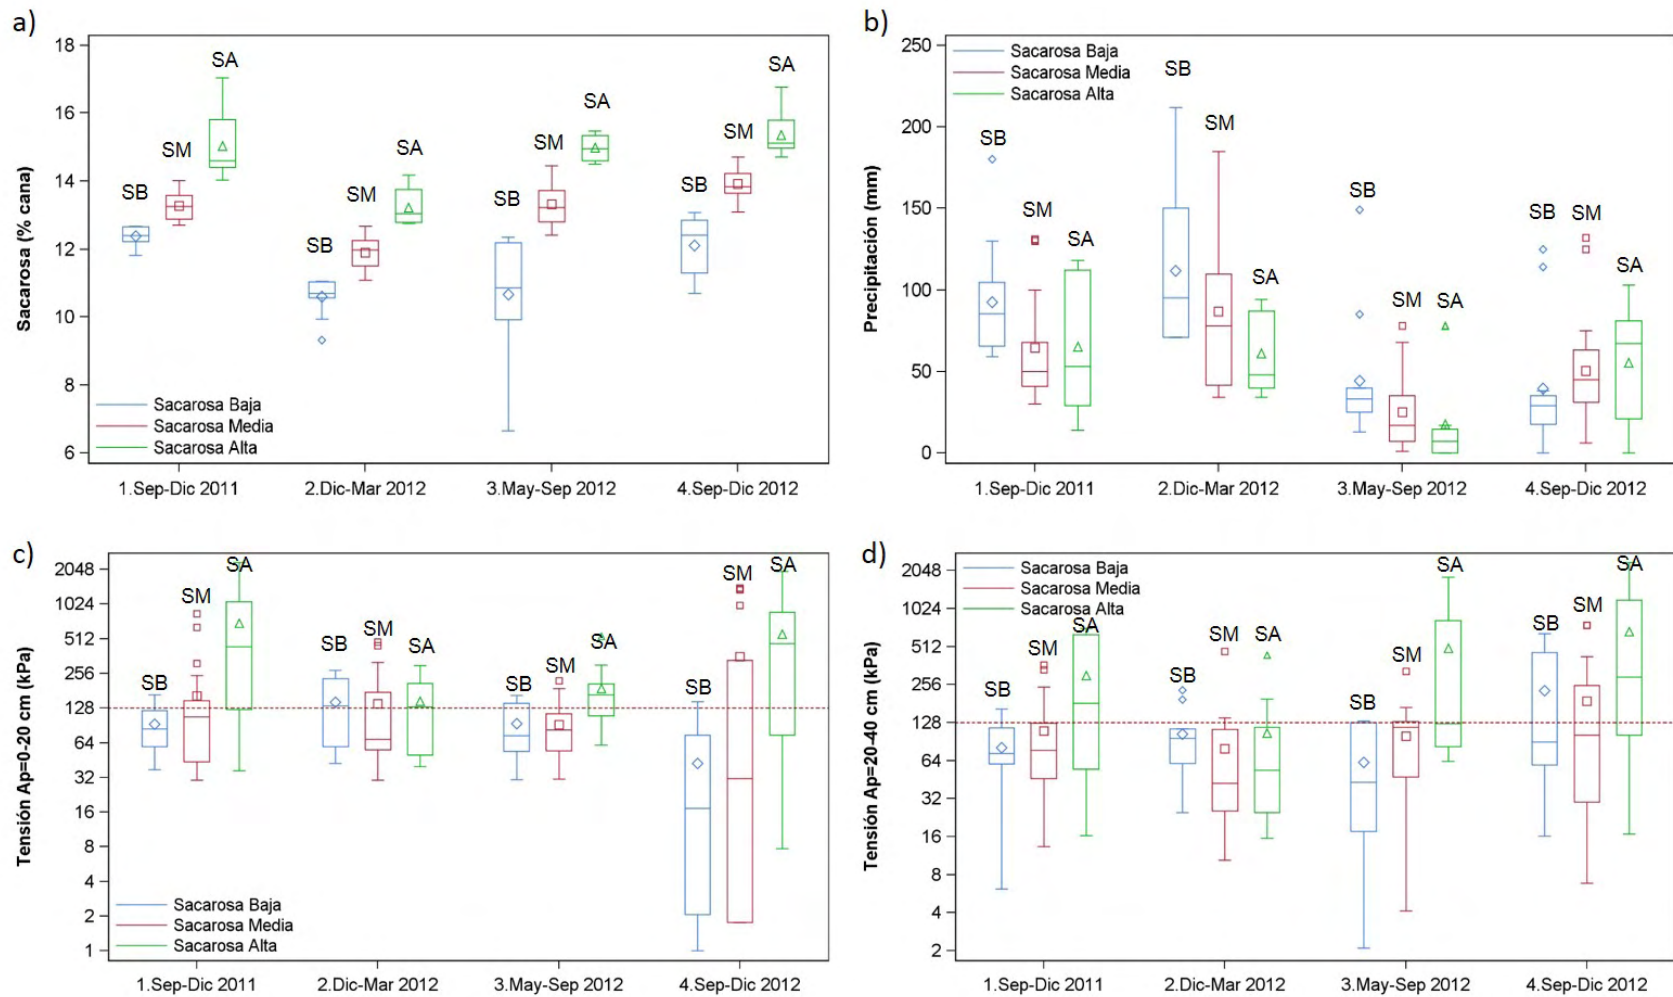 a)
Sacarosa (% cana)
18
16
14
12
10
8
6
SB
SM
SA
SB
SM
SA
SB
SM
SA
SB
SM
SA
Sacarosa Baja
Sacarosa Media
Sacarosa Alta
1.Sep-Dic 2011
2.Dic-Mar 2012
3.May-Sep 2012
4.Sep-Dic 2012
b)
Precipitación (mm)
250
200
150
100
50
0
Sacarosa Baja
Sacarosa Media
Sacarosa Alta
SB
SM
SA
SB
SM
SA
SB
SM
SA
SB
SM
SA
1.Sep-Dic 2011
2.Dic-Mar 2012
3.May-Sep 2012
4.Sep-Dic 2012
c)
Tensión Ap=0-20 cm (kPa)
2048
1024
512
256
128
64
32
16
8
4
2
1
SB
SM
SA
SB
SM
SA
SB
SM
SA
SB
SM
SA
Sacarosa Baja
Sacarosa Media
Sacarosa Alta
1.Sep-Dic 2011
2.Dic-Mar 2012
3.May-Sep 2012
4.Sep-Dic 2012
d)
Tensión Ap=20-40 cm (kPa)
2048
1024
512
256
128
64
32
16
8
4
2
Sacarosa Baja
Sacarosa Media
Sacarosa Alta
SB
SM
SA
SB
SM
SA
SB
SM
SA
SB
SM
SA
1.Sep-Dic 2011
2.Dic-Mar 2012
3.May-Sep 2012
4.Sep-Dic 2012